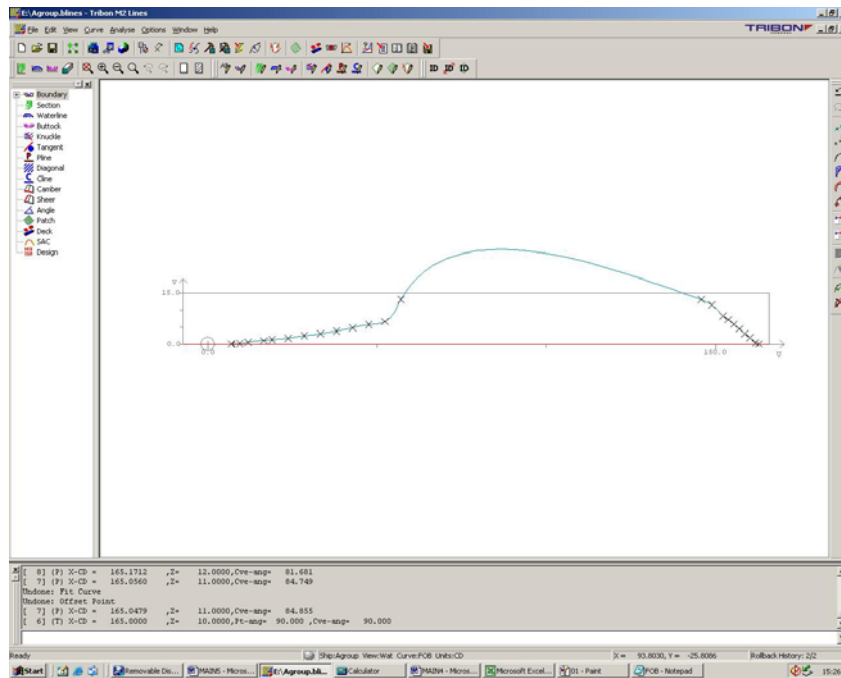 E:\Agroup.blines - Tribon M2 Lines
File Edit View Curve Analyse Options Window Help
TRIBON
Boundary
Section
Waterline
Buttock
Knuckle
Tangent
Pline
Diagonal
Cline
Camber
Sheer
Angle
Patch
Deck
SAC
Design
15.0
0.0
0.0
180.0
[ 8] (P) X-CD = 165.1712 ,Z= 12.0000,Cve-ang= 81.681
[ 7] (P) X-CD = 165.0560 ,Z= 11.0000,Cve-ang= 84.749
Undone: Fit Curve
Undone: Offset Point
[ 7] (P) X-CD = 165.0479 ,Z= 11.0000,Cve-ang= 84.855
[ 6] (T) X-CD = 165.0000 ,Z= 10.0000,Pt-ang= 90.000 ,Cve-ang= 90.000
Ready
Ship:Agroup View:Wat Curve:FOB Units:CD
X = 93.8030, Y = -25.8086
Rollback History: 2/2
Start
Removable Dis...
MAIN5 - Micros...
E:\Agroup.bli...
Calculator
MAIN4 - Micros...
Microsoft Excel...
01 - Paint
FOB - Notepad
15:26